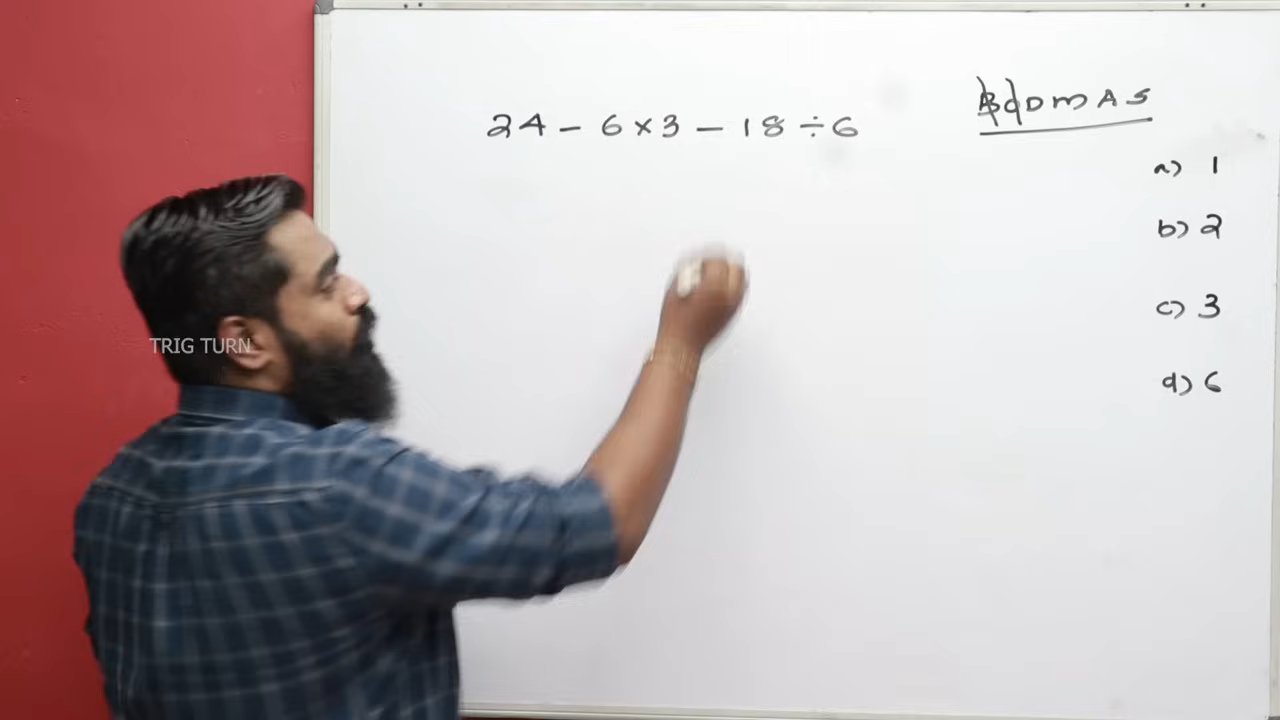 24 - 6 × 3 - 18 ÷ 6
BODMAS
a) 1
b) 2
c) 3
d) 6
TRIG TURN